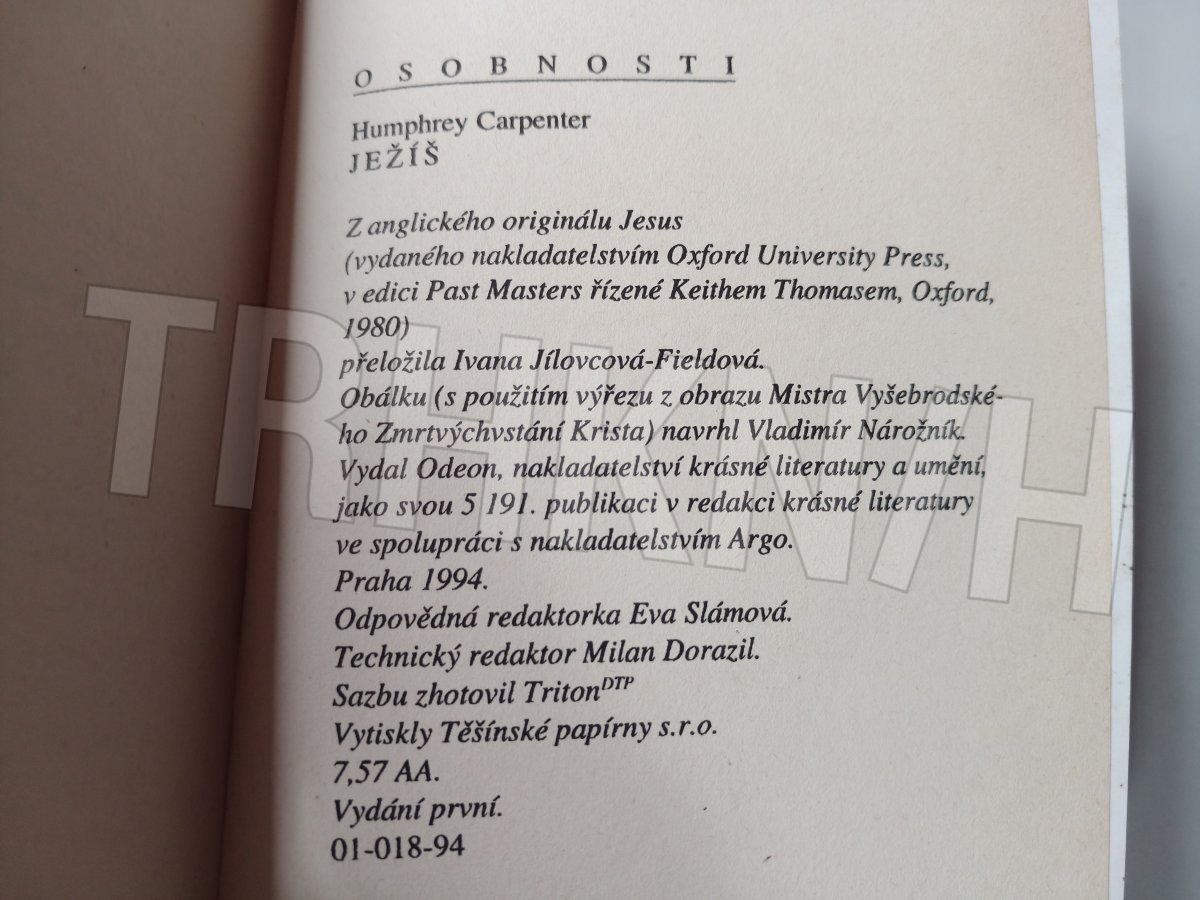 OSOBNOSTI
Humphrey Carpenter
JEŽÍŠ
Z anglického originálu Jesus
(vydaného nakladatelstvím Oxford University Press,
v edici Past Masters řízené Keithem Thomasem, Oxford,
1980)
přeložila Ivana Jílovcová-Fieldová.
Obálku (s použitím výřezu z obrazu Mistra Vyšebrodské-
ho Zmrtvýchvstání Krista) navrhl Vladimír Nárožník.
Vydal Odeon, nakladatelství krásné literatury a umění,
jako svou 5 191. publikaci v redakci krásné literatury
ve spolupráci s nakladatelstvím Argo.
Praha 1994.
Odpovědná redaktorka Eva Slámová.
Technický redaktor Milan Dorazil.
Sazbu zhotovil Triton DTP
Vytiskly Těšínské papírny s.r.o.
7,57 AA.
Vydání první.
01-018-94
TRHKNIH